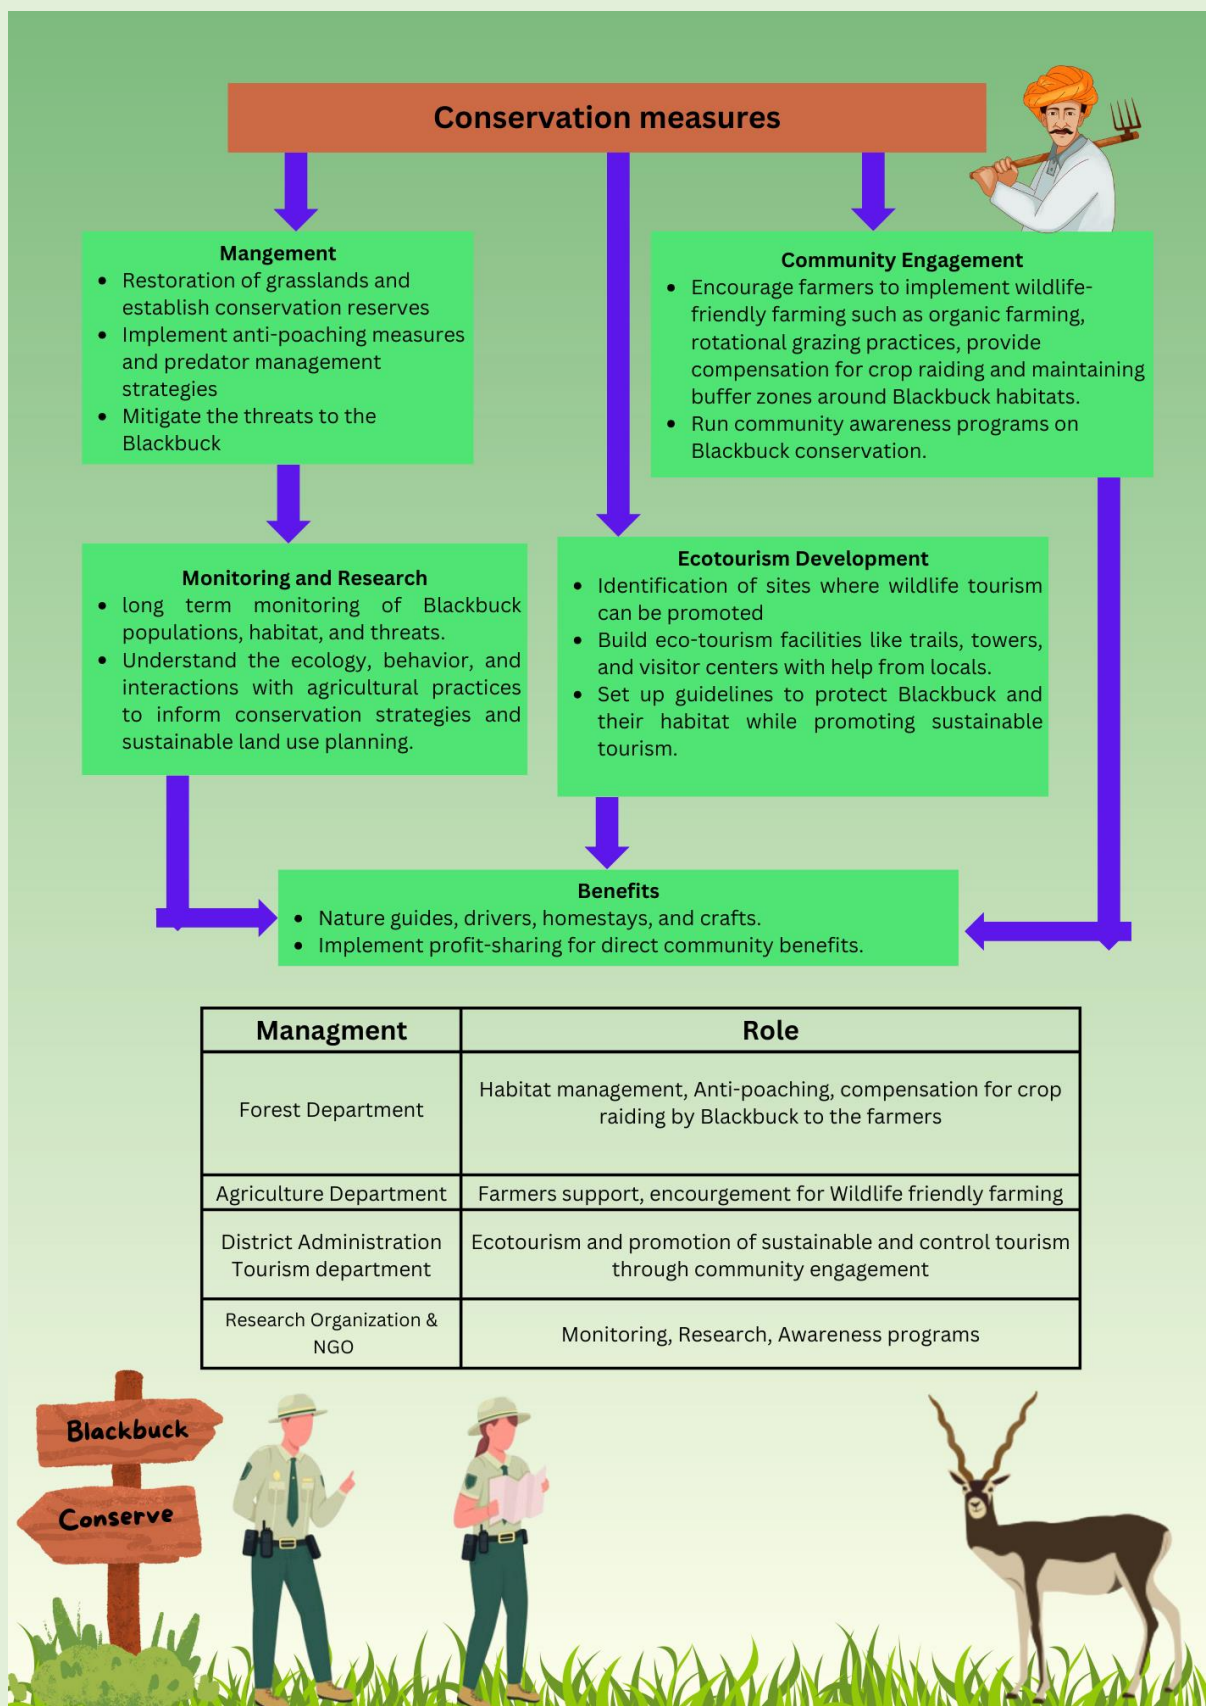 Conservation measures
Mangement
• Restoration of grasslands and
establish conservation reserves
• Implement anti-poaching measures
and predator management
strategies
• Mitigate the threats to the
Blackbuck
Community Engagement
• Encourage farmers to implement wildlife-
friendly farming such as organic farming,
rotational grazing practices, provide
compensation for crop raiding and maintaining
buffer zones around Blackbuck habitats.
• Run community awareness programs on
Blackbuck conservation.
Monitoring and Research
• long term monitoring of Blackbuck
populations, habitat, and threats.
• Understand the ecology, behavior, and
interactions with agricultural practices
to inform conservation strategies and
sustainable land use planning.
Ecotourism Development
• Identification of sites where wildlife tourism
can be promoted
• Build eco-tourism facilities like trails, towers,
and visitor centers with help from locals.
• Set up guidelines to protect Blackbuck and
their habitat while promoting sustainable
tourism.
Benefits
• Nature guides, drivers, homestays, and crafts.
• Implement profit-sharing for direct community benefits.
Managment
Role
Forest Department
Habitat management, Anti-poaching, compensation for crop
raiding by Blackbuck to the farmers
Agriculture Department
Farmers support, encourgement for Wildlife friendly farming
District Administration
Tourism department
Ecotourism and promotion of sustainable and control tourism
through community engagement
Research Organization &
NGO
Monitoring, Research, Awareness programs
Blackbuck
Conserve